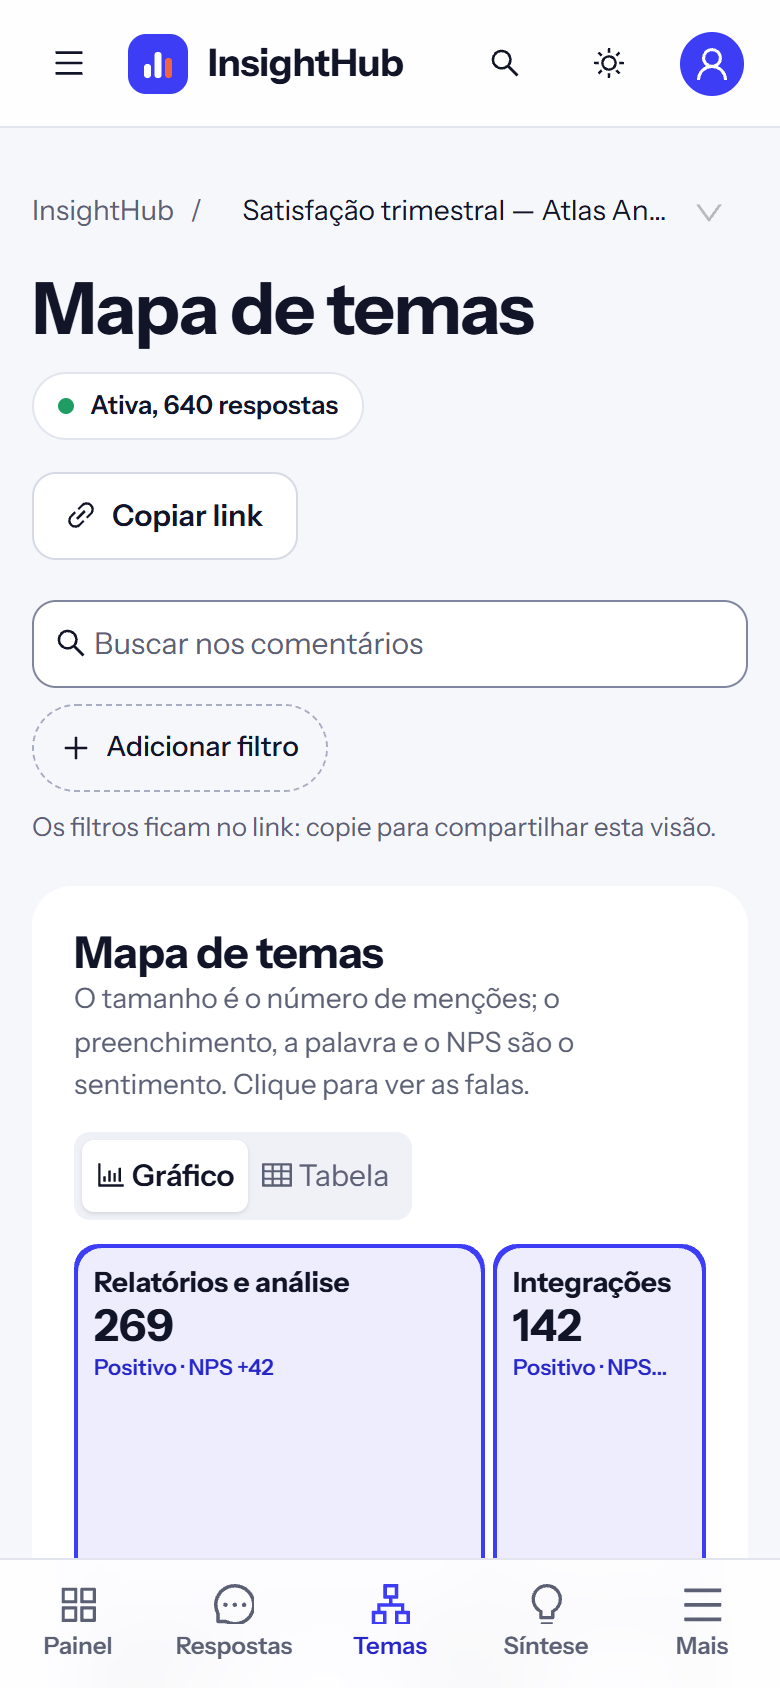 InsightHub
InsightHub / Satisfação trimestral — Atlas An...
Mapa de temas
Ativa, 640 respostas
Copiar link
Buscar nos comentários
Adicionar filtro
Os filtros ficam no link: copie para compartilhar esta visão.
Mapa de temas
O tamanho é o número de menções; o
preenchimento, a palavra e o NPS são o
sentimento. Clique para ver as falas.
Gráfico Tabela
Relatórios e análise
269
Positivo · NPS +42
Integrações
142
Positivo · NPS...
Painel Respostas Temas Síntese Mais